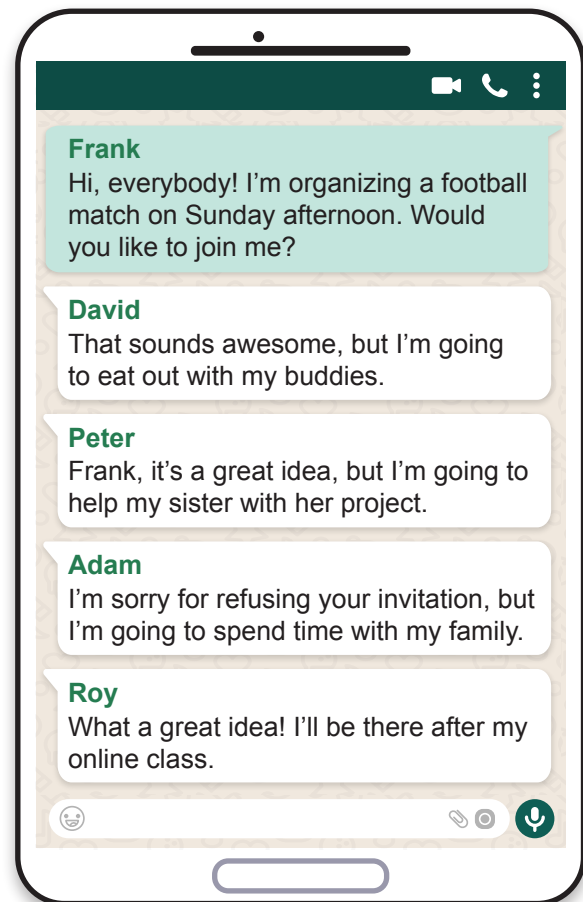 Frank
Hi, everybody! I'm organizing a football
match on Sunday afternoon. Would
you like to join me?
David
That sounds awesome, but I'm going
to eat out with my buddies.
Peter
Frank, it's a great idea, but I'm going to
help my sister with her project.
Adam
I'm sorry for refusing your invitation, but
I'm going to spend time with my family.
Roy
What a great idea! I'll be there after my
online class.